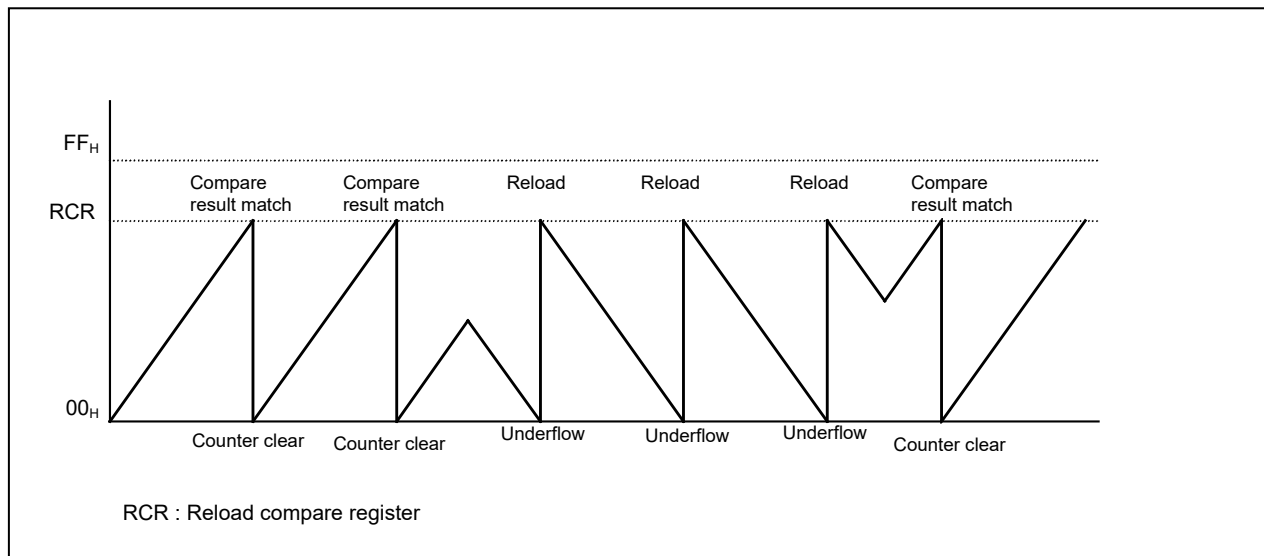 FFH
Compare
result match
Compare
result match
Reload
Reload
Reload
Compare
result match
RCR
00H
Counter clear
Counter clear
Underflow
Underflow
Underflow
Counter clear
RCR : Reload compare register